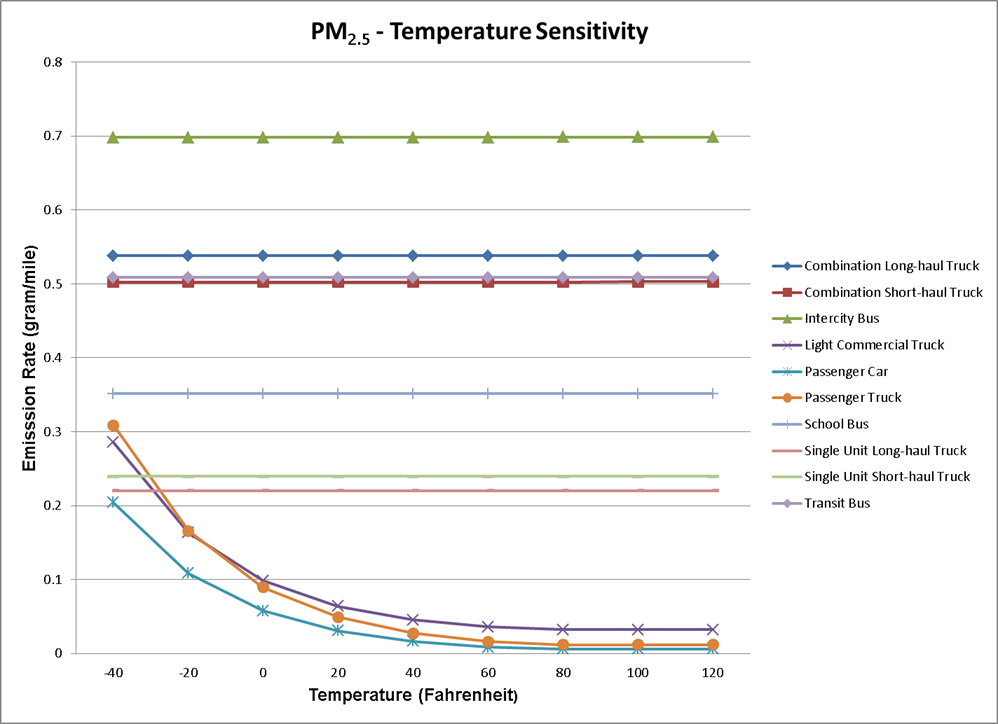 PM2.5 - Temperature Sensitivity
0.8
0.7
0.6
0.5
0.4
0.3
0.2
0.1
0
Emisssion Rate (gram/mile)
-40 -20 0 20 40 60 80 100 120
Temperature (Fahrenheit)
Combination Long-haul Truck
Combination Short-haul Truck
Intercity Bus
Light Commercial Truck
Passenger Car
Passenger Truck
School Bus
Single Unit Long-haul Truck
Single Unit Short-haul Truck
Transit Bus